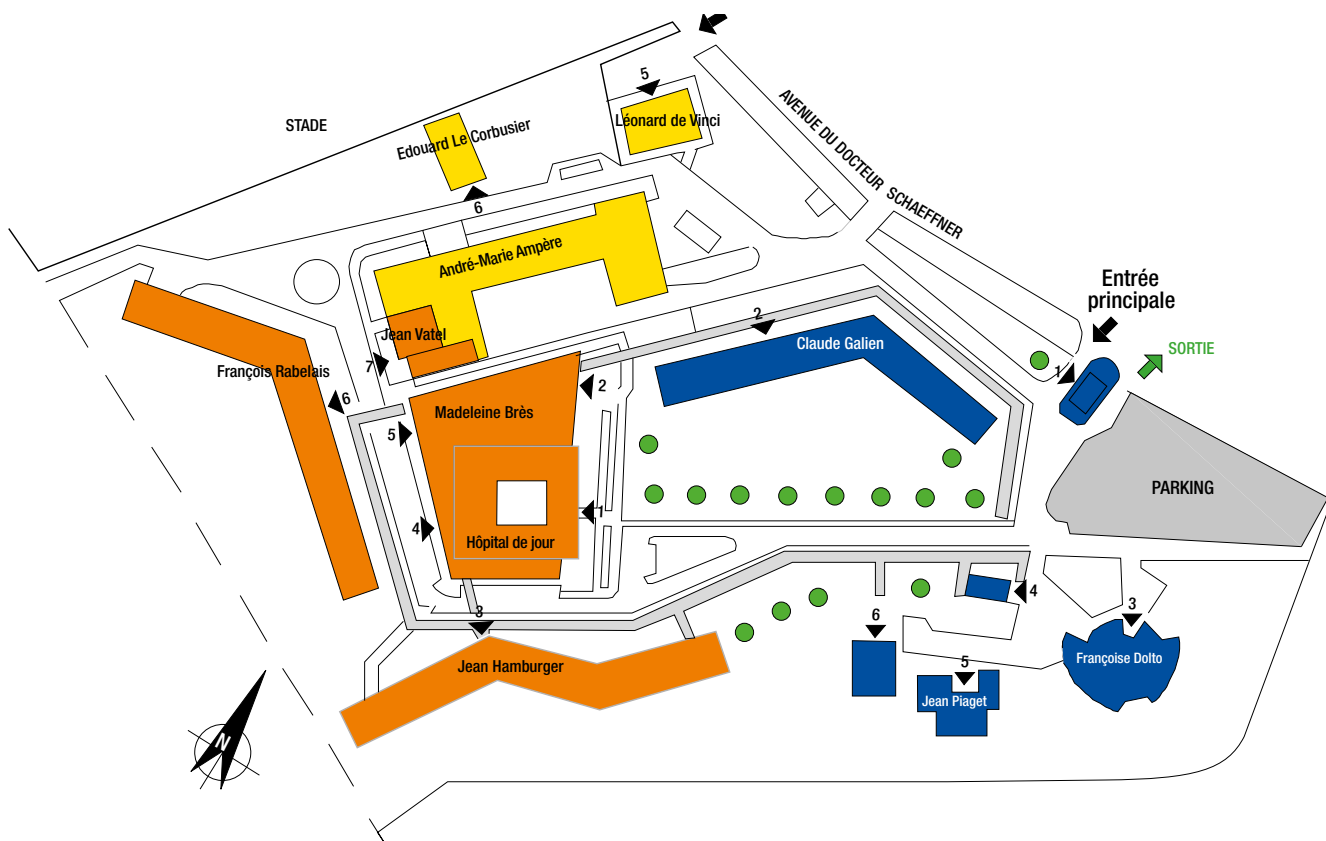 5
Léonard de Vinci
STADE
Edouard Le Corbusier
6
AVENUE DU DOCTEUR SCHAEFFNER
André-Marie Ampère
Entrée
principale
SORTIE
1
2
Claude Galien
Jean Vatel
7
François Rabelais
6
2
Madeleine Brès
5
4
1
Hôpital de jour
PARKING
3
Jean Hamburger
4
3
6
Françoise Dolto
5
Jean Piaget
N